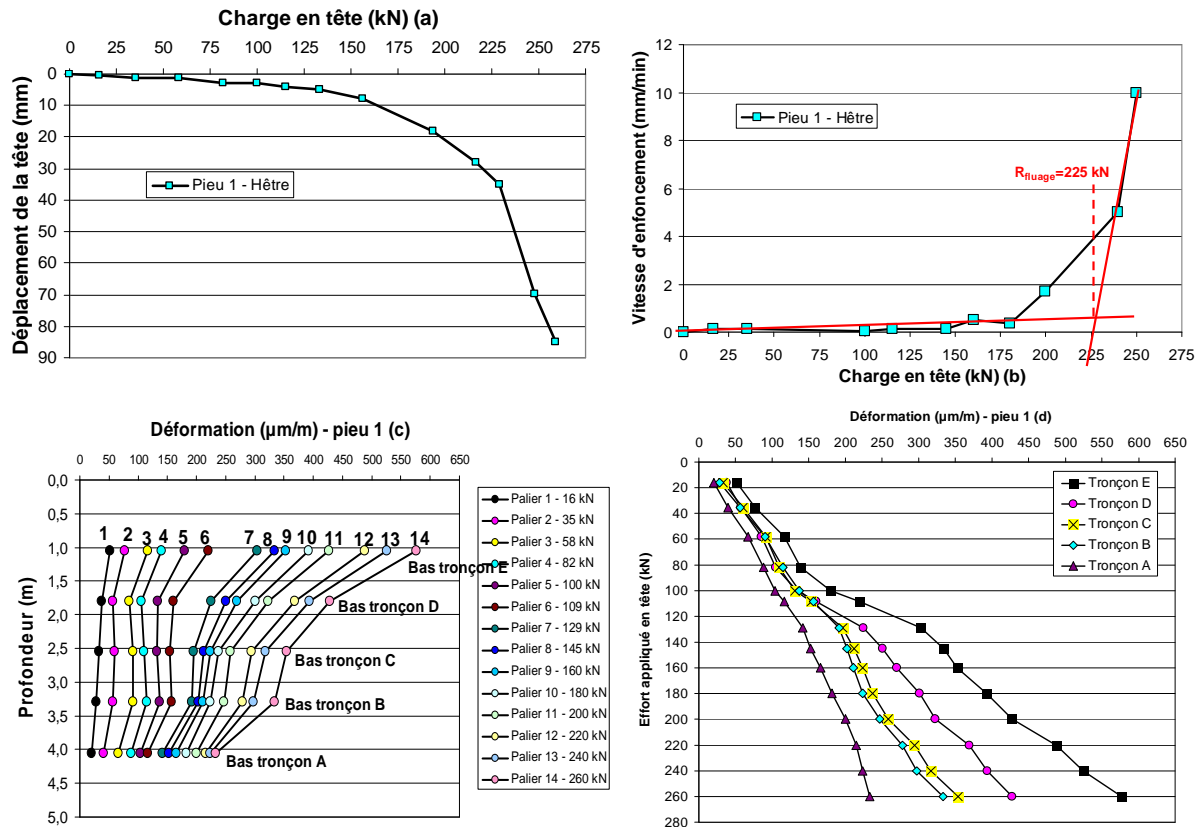 Charge en tête (kN) (a)
0 25 50 75 100 125 150 175 200 225 250 275
0
10
20
30
40
50
60
70
80
90
Déplacement de la tête (mm)
Pieu 1 - Hêtre
12
10
8
6
4
2
0
Vitesse d'enfoncement (mm/min)
Pieu 1 - Hêtre
Rfluage=225 kN
0 25 50 75 100 125 150 175 200 225 250 275
Charge en tête (kN) (b)
Déformation (µm/m) - pieu 1 (c)
0 50 100 150 200 250 300 350 400 450 500 550 600 650
0,0
0,5
1,0
1,5
2,0
2,5
3,0
3,5
4,0
4,5
5,0
Profondeur (m)
1 2 3 4 5 6 7 8 9 10 11 12 13 14
Bas tronçon E
Bas tronçon D
Bas tronçon C
Bas tronçon B
Bas tronçon A
Palier 1 - 16 kN
Palier 2 - 35 kN
Palier 3 - 58 kN
Palier 4 - 82 kN
Palier 5 - 100 kN
Palier 6 - 109 kN
Palier 7 - 129 kN
Palier 8 - 145 kN
Palier 9 - 160 kN
Palier 10 - 180 kN
Palier 11 - 200 kN
Palier 12 - 220 kN
Palier 13 - 240 kN
Palier 14 - 260 kN
Déformation (µm/m) - pieu 1 (d)
0 50 100 150 200 250 300 350 400 450 500 550 600 650
0
20
40
60
80
100
120
140
160
180
200
220
240
260
280
Effort appliqué en tête (kN)
Tronçon E
Tronçon D
Tronçon C
Tronçon B
Tronçon A